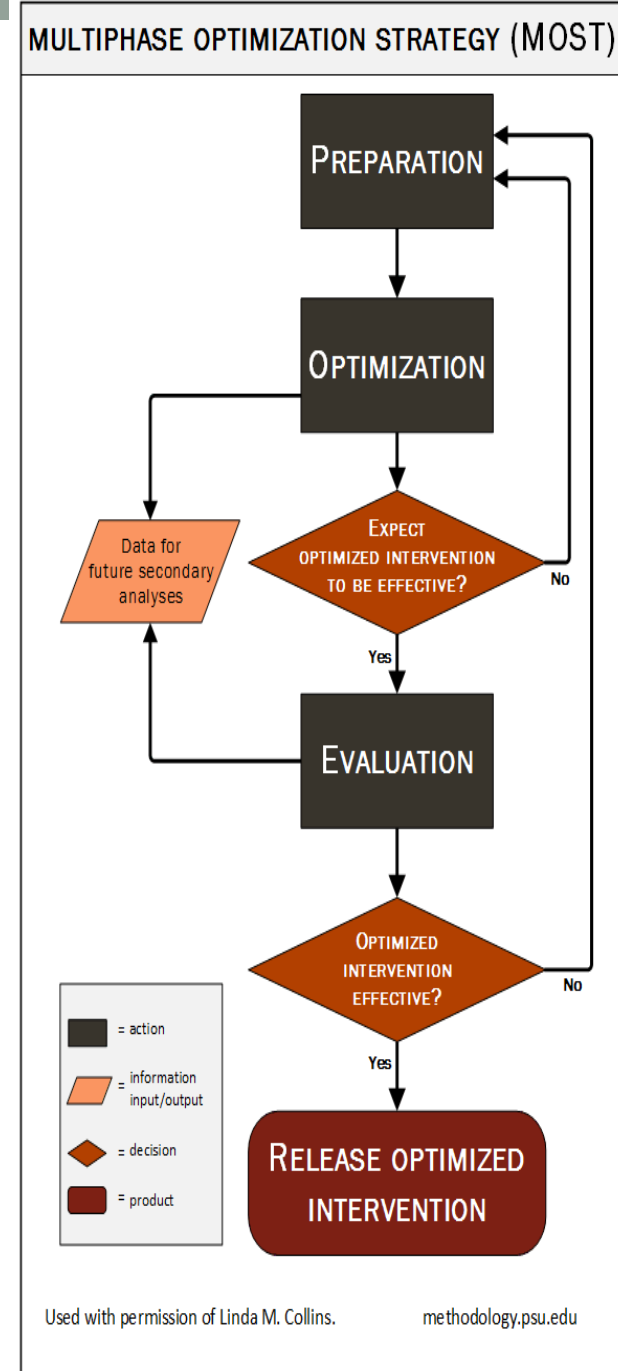 MULTIPHASE OPTIMIZATION STRATEGY (MOST)
PREPARATION
OPTIMIZATION
EXPECT
OPTIMIZED INTERVENTION
TO BE EFFECTIVE?
No
Data for
future secondary
analyses
Yes
EVALUATION
OPTIMIZED
INTERVENTION
EFFECTIVE?
No
Yes
= action
= information
input/output
= decision
= product
RELEASE OPTIMIZED
INTERVENTION
Used with permission of Linda M. Collins. methodology.psu.edu